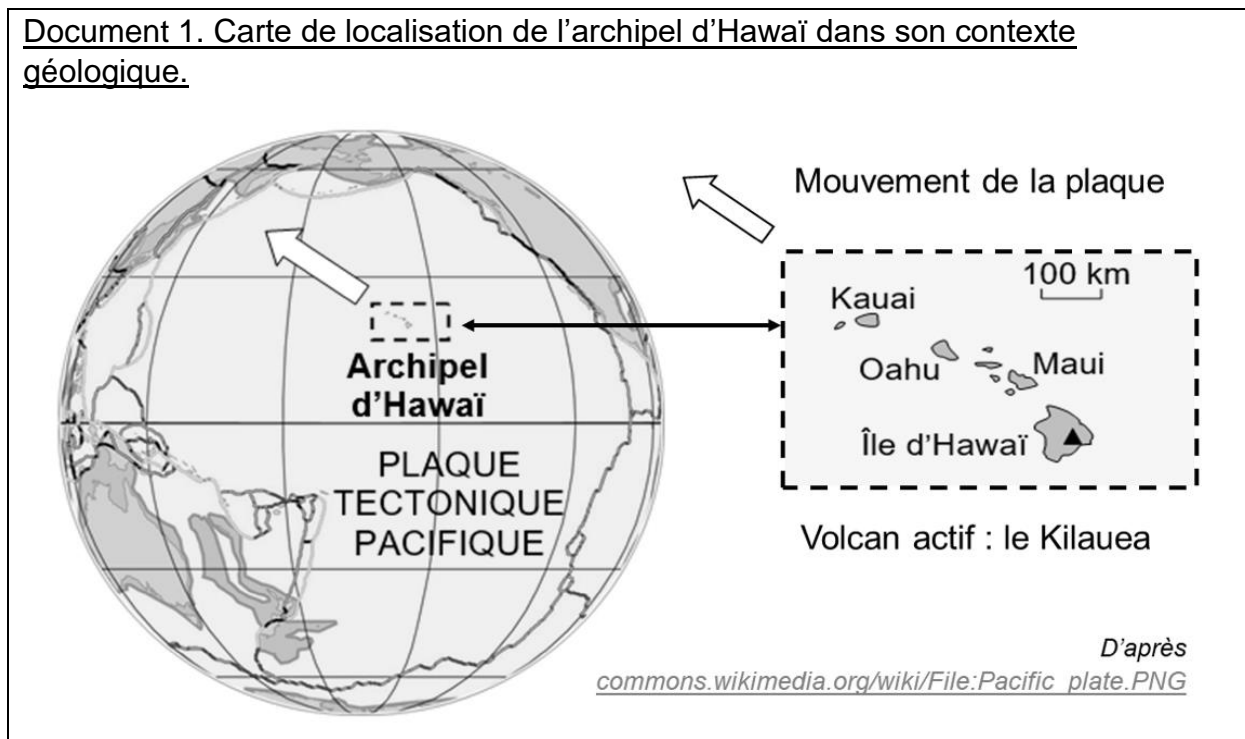 Document 1. Carte de localisation de l’archipel d’Hawaï dans son contexte
géologique.
Mouvement de la plaque
100 km
Kauai
Oahu
Maui
Île d’Hawaï
Archipel
d’Hawaï
PLAQUE
TECTONIQUE
PACIFIQUE
Volcan actif : le Kilauea
D’après
commons.wikimedia.org/wiki/File:Pacific_plate.PNG